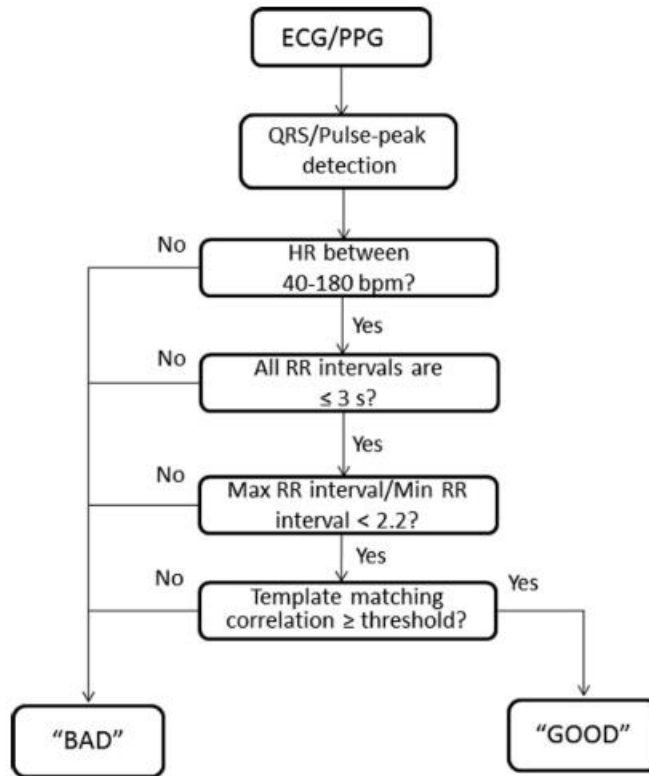 ECG/PPG
QRS/Pulse-peak
detection
No
HR between
40-180 bpm?
Yes
No
All RR intervals are
≤ 3 s?
Yes
No
Max RR interval/Min RR
interval < 2.2?
Yes
No
Template matching
correlation ≥ threshold?
Yes
“BAD”
“GOOD”